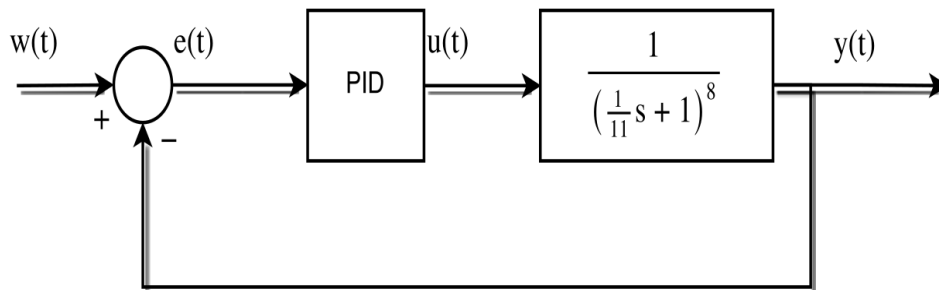 w(t)
e(t)
u(t)
y(t)
+
−
PID
1
(1/11 s + 1)^8